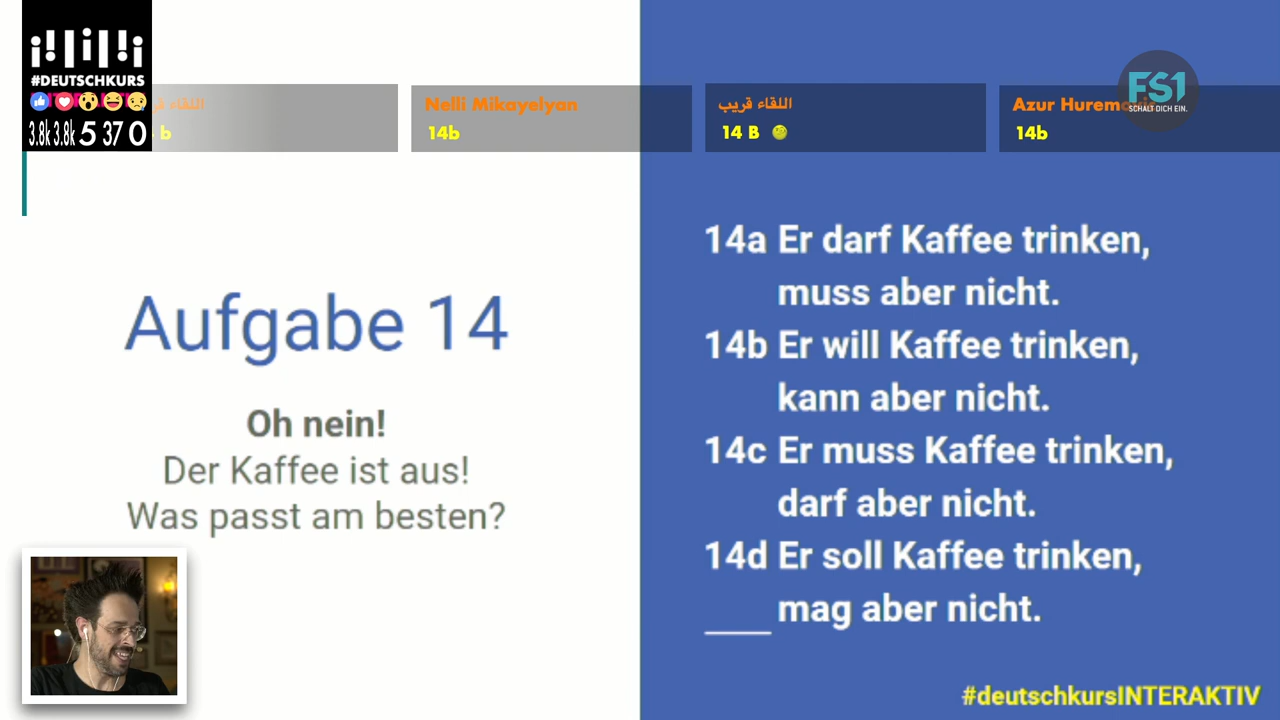 #DEUTSCHKURS
3.8k 3.8k 5 37 0
اللقاء
b
Nelli Mikayelyan
14b
اللقاء قريب
14 B
Azur Hurem
14b
FS1
SCHALT DICH EIN.
Aufgabe 14
Oh nein!
Der Kaffee ist aus!
Was passt am besten?
14a Er darf Kaffee trinken,
muss aber nicht.
14b Er will Kaffee trinken,
kann aber nicht.
14c Er muss Kaffee trinken,
darf aber nicht.
14d Er soll Kaffee trinken,
mag aber nicht.
#deutschkursINTERAKTIV